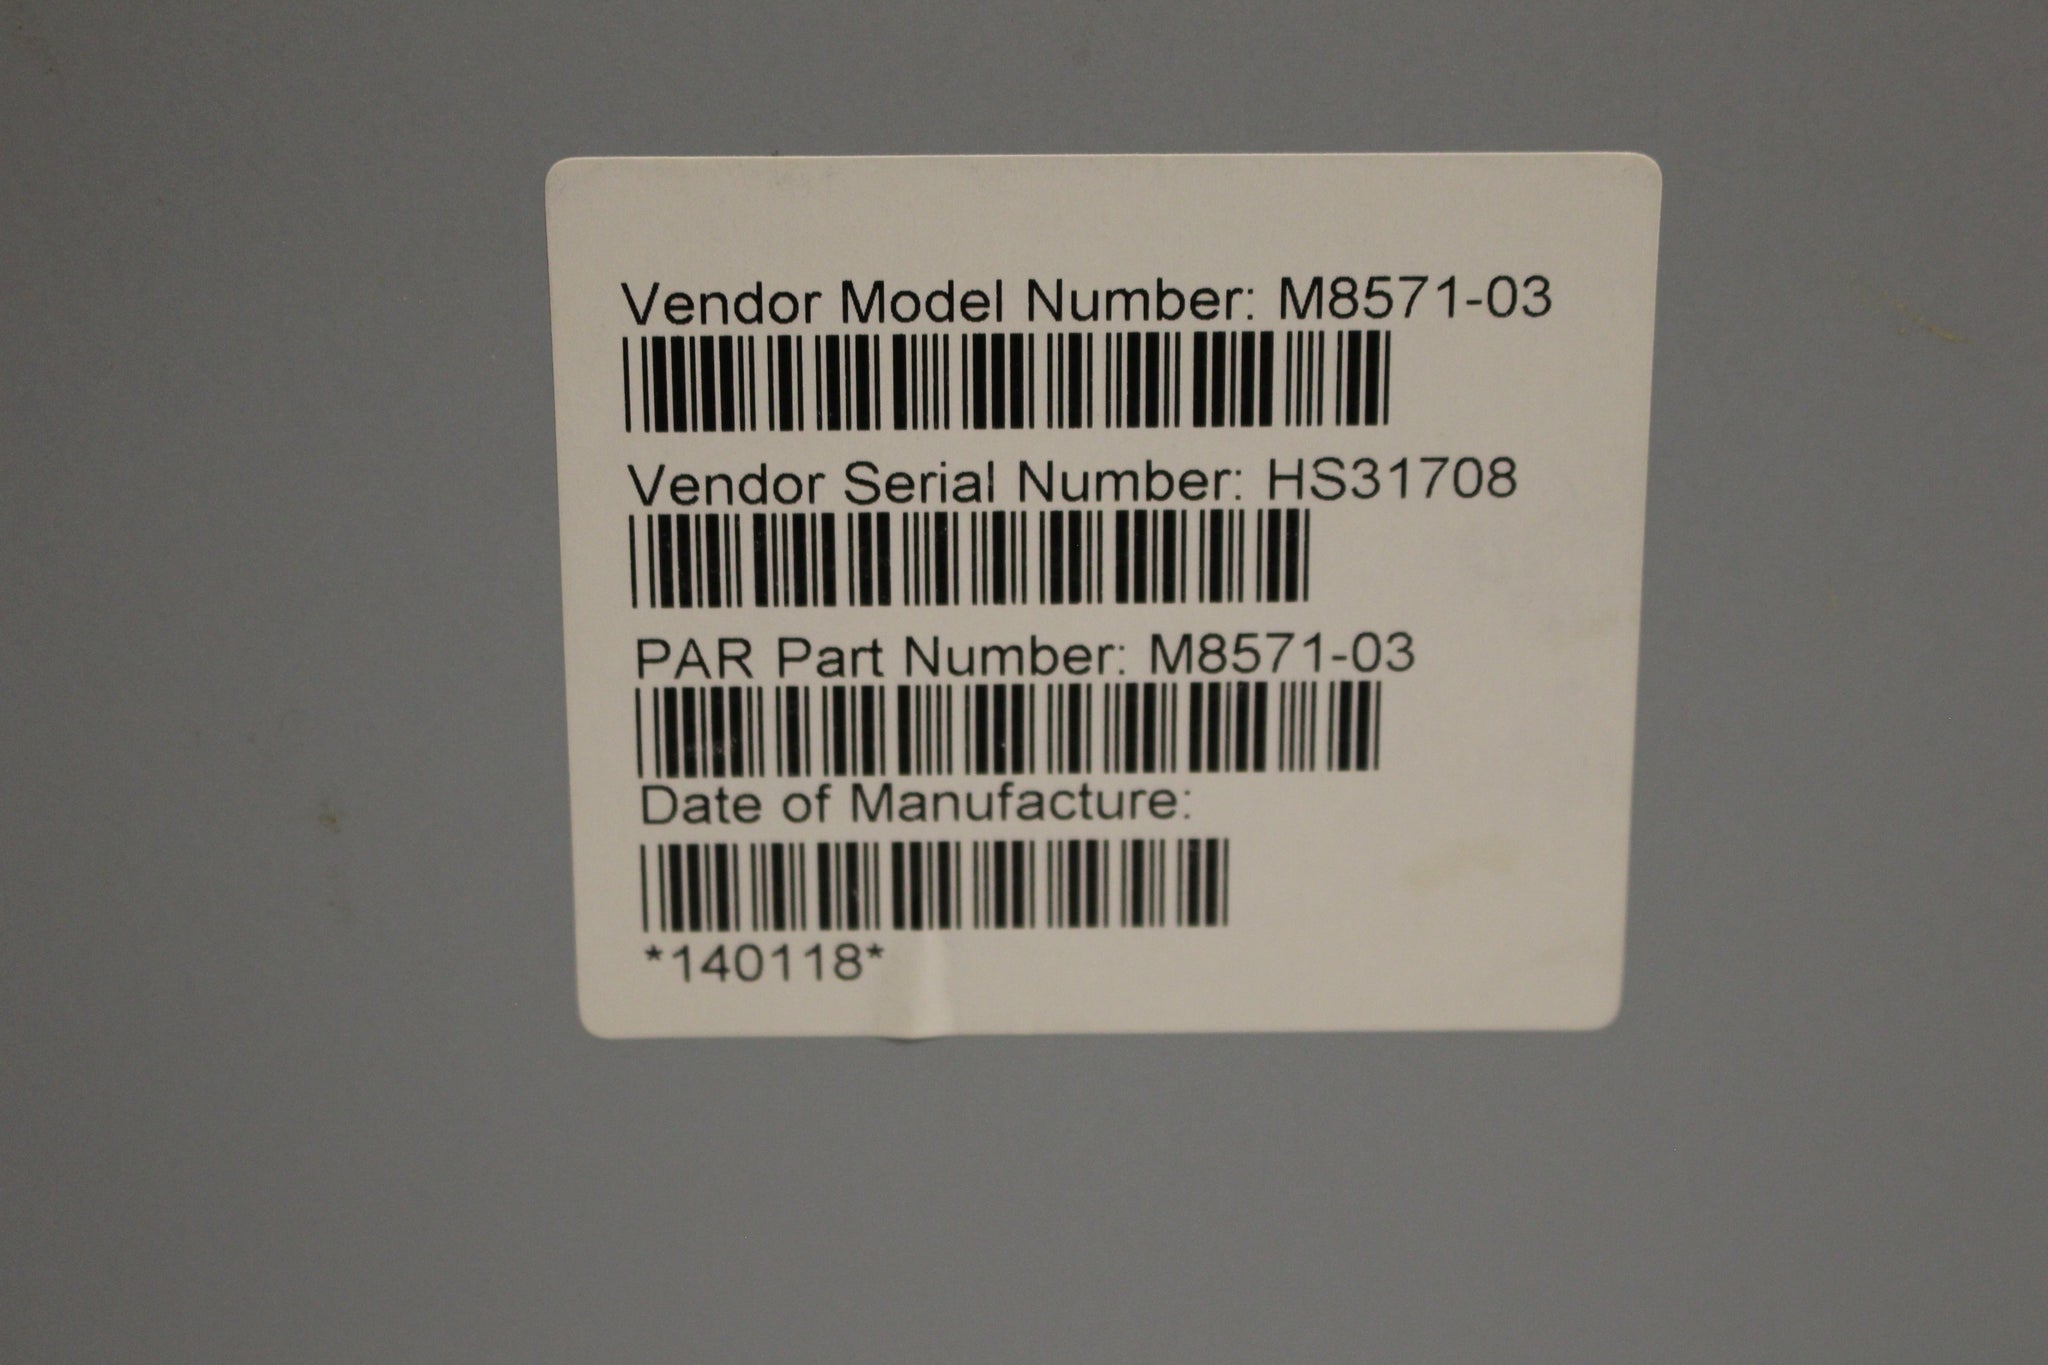 Vendor Model Number: M8571-03
Vendor Serial Number: HS31708
PAR Part Number: M8571-03
Date of Manufacture:
*140118*